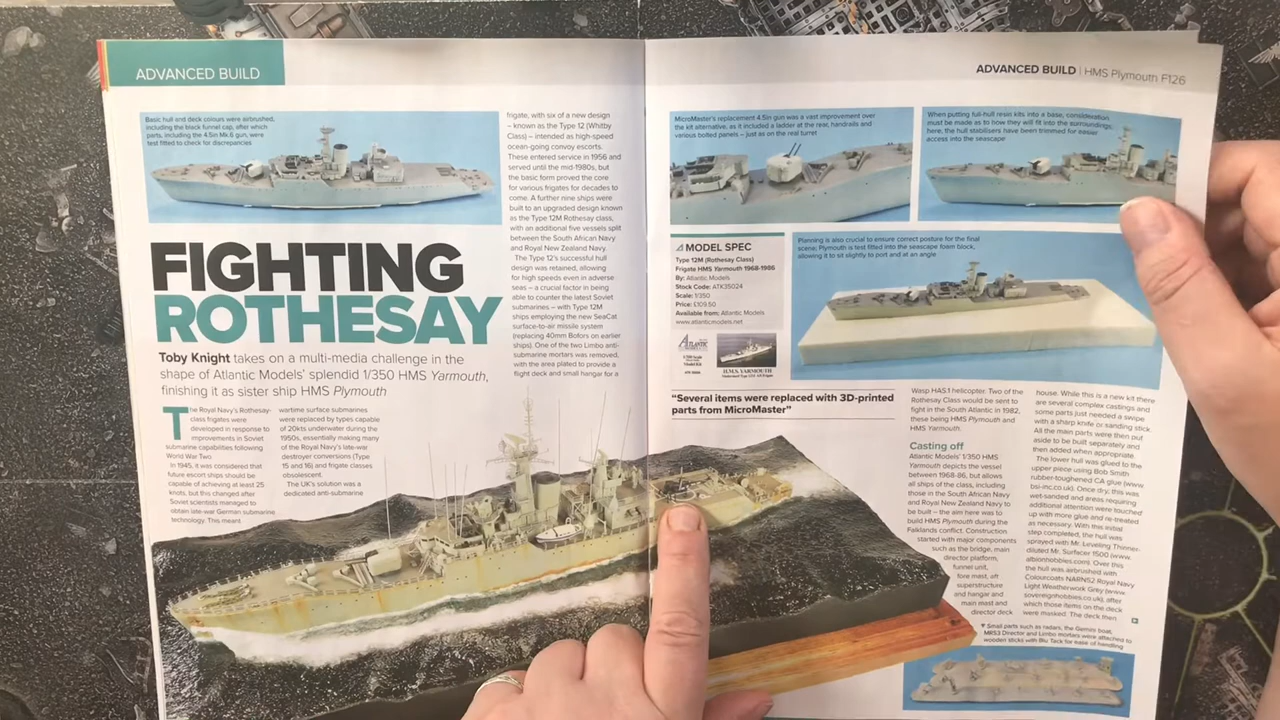 ADVANCED BUILD
Basic hull and deck colours were airbrushed,
including the black funnel cap, after which
parts, including the 4.5in Mk.6 gun, were
test fitted to check for discrepancies
FIGHTING
ROTHESAY
Toby Knight takes on a multi-media challenge in the
shape of Atlantic Models' splendid 1/350 HMS Yarmouth,
finishing it as sister ship HMS Plymouth
The Royal Navy's Rothesay-
class frigates were
developed in response to
improvements in Soviet
submarine capabilities following
World War Two.
In 1945, it was considered that
future escort ships should be
capable of achieving at least 25
knots, but this changed after
Soviet scientists managed to
obtain late-war German submarine
technology. This meant
wartime surface submarines
were replaced by types capable
of 20kts underwater during the
1950s, essentially making many
of the Royal Navy's late-war
destroyer conversions (Type
15 and 16) and frigate classes
obsolescent.
The UK's solution was a
dedicated anti-submarine
frigate, with six of a new design
– known as the Type 12 (Whitby
Class) – intended as high-speed
ocean-going convoy escorts.
These entered service in 1956 and
served until the mid-1980s, but
the basic form proved the core
for various frigates for decades to
come. A further nine ships were
built to an upgraded design known
as the Type 12M Rothesay class,
with an additional five vessels split
between the South African Navy
and Royal New Zealand Navy.
The Type 12's successful hull
design was retained, allowing
for high speeds even in adverse
seas – a crucial factor in being
able to counter the latest Soviet
submarines – with Type 12M
ships employing the new SeaCat
surface-to-air missile system
(replacing 40mm Bofors on earlier
ships). One of the two Limbo anti-
submarine mortars was removed,
with the area plated to provide a
flight deck and small hangar for a
ADVANCED BUILD | HMS Plymouth F126
MicroMaster's replacement 4.5in gun was a vast improvement over
the kit alternative, as it included a ladder at the rear, handrails and
various bolted panels – just as on the real turret
When putting full-hull resin kits into a base, consideration
must be made as to how they will fit into the surroundings;
here, the hull stabilisers have been trimmed for easier
access into the seascape
MODEL SPEC
Type 12M (Rothesay Class)
Frigate HMS Yarmouth 1968-1986
By: Atlantic Models
Stock Code: ATK35024
Scale: 1/350
Price: £109.50
Available from: Atlantic Models
www.atlanticmodels.net
ATLANTIC
H.M.S. YARMOUTH
Planning is also crucial to ensure correct posture for the final
scene; Plymouth is test fitted into the seascape foam block,
allowing it to sit slightly to port and at an angle
“Several items were replaced with 3D-printed
parts from MicroMaster”
Wasp HAS.1 helicopter. Two of the
Rothesay Class would be sent to
fight in the South Atlantic in 1982,
these being HMS Plymouth and
HMS Yarmouth.
Casting off
Atlantic Models' 1/350 HMS
Yarmouth depicts the vessel
between 1968-86, but allows
all ships of the class, including
those in the South African Navy
and Royal New Zealand Navy to
be built – the aim here was to
build HMS Plymouth during the
Falklands conflict. Construction
started with major components
such as the bridge, main
director platform,
funnel unit,
fore mast, aft
superstructure
and hangar and
main mast and
director deck
house. While this is a new kit there
are several complex castings and
some parts just needed a swipe
with a sharp knife or sanding stick.
All the main parts were then put
aside to be built separately and
then added when appropriate.
The lower hull was glued to the
upper piece using Bob Smith
rubber-toughened CA glue (www.
bsi-inc.co.uk). Once dry, this was
wet-sanded and areas requiring
additional attention were touched
up with more glue and re-treated
as necessary. With this initial
step completed, the hull was
sprayed with Mr. Leveling Thinner-
diluted Mr. Surfacer 1500 (www.
albionhobbies.com). Over this
the hull was airbrushed with
Colourcoats NARN52 Royal Navy
Light Weatherwork Grey (www.
sovereignhobbies.co.uk), after
which those items on the deck
were masked. The deck then
Small parts such as radars, the Gemini boat,
MRS3 Director and Limbo mortars were attached to
wooden sticks with Blu Tack for ease of handling